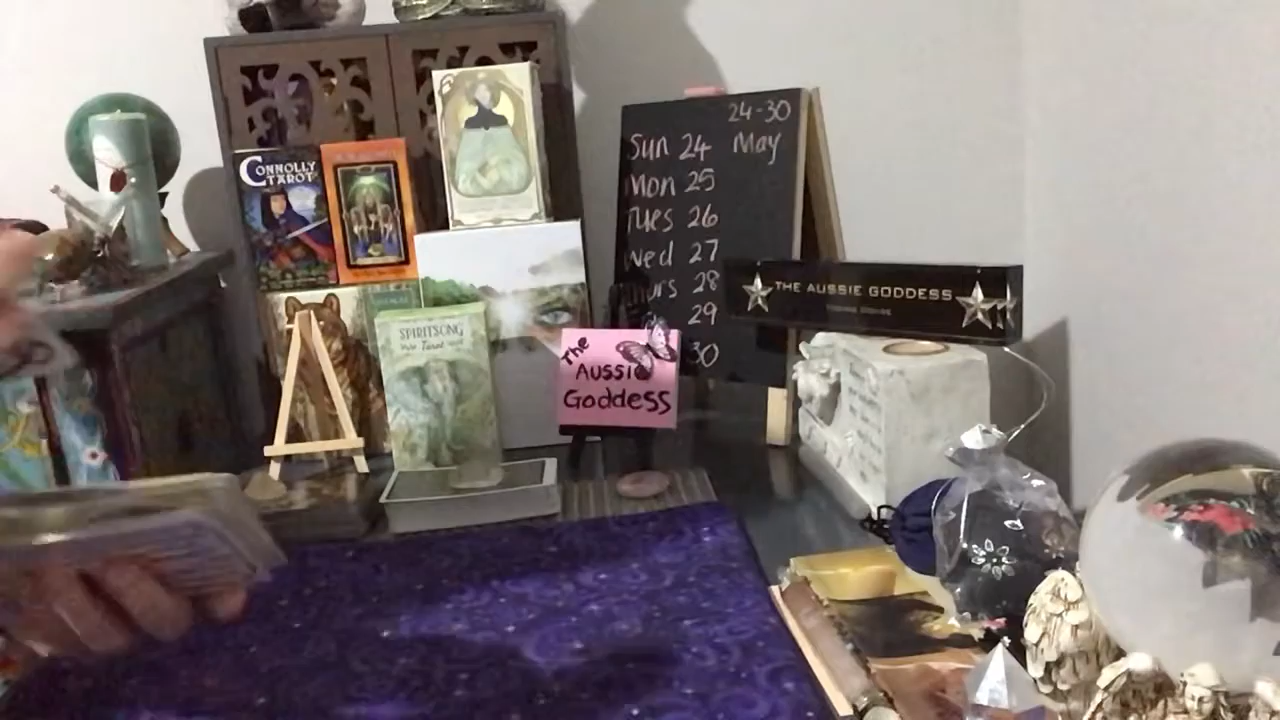 CONNOLLY
TAROT
24-30
May
Sun 24
Mon 25
Tues 26
Wed 27
Thurs 28
29
30
THE AUSSIE GODDESS
SPIRITSONG
Tarot
The
Aussie
Goddess